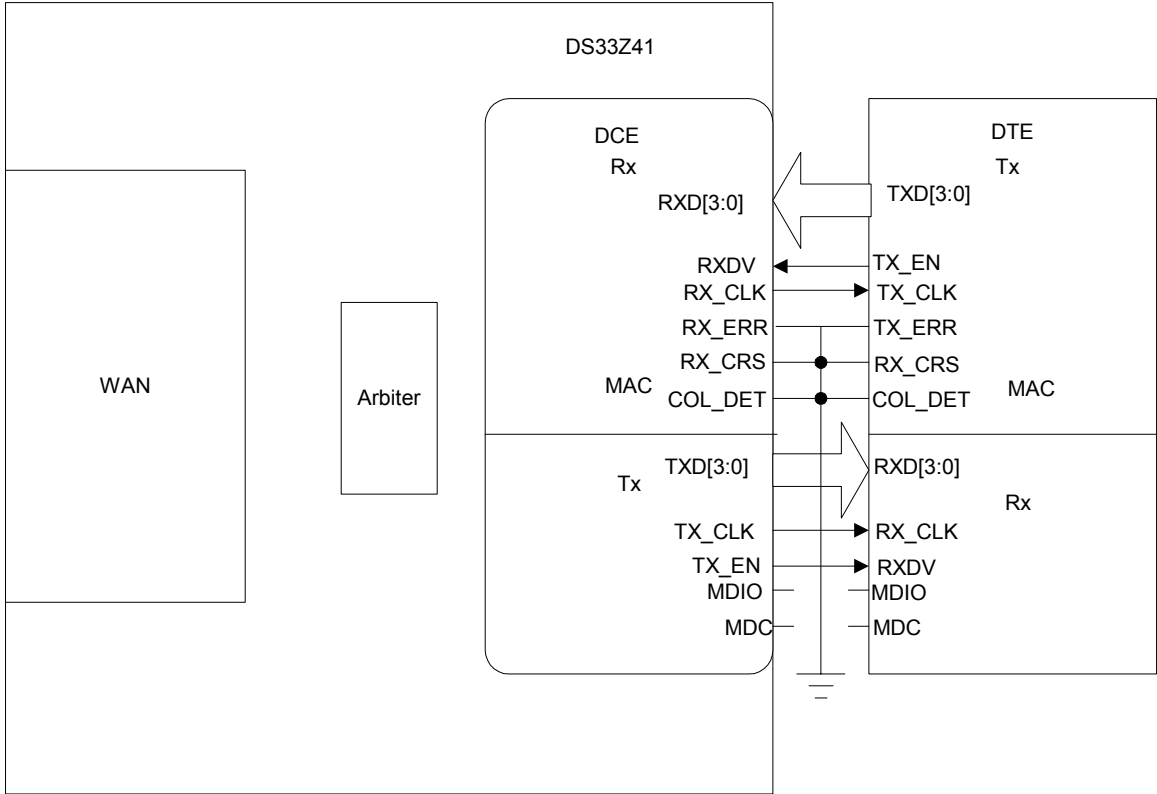 DS33Z41
DCE
Rx
DTE
Tx
RXD[3:0]
TXD[3:0]
RXDV
TX_EN
RX_CLK
TX_CLK
RX_ERR
TX_ERR
RX_CRS
RX_CRS
WAN
Arbiter
MAC
COL_DET
COL_DET
MAC
TXD[3:0]
RXD[3:0]
Tx
Rx
TX_CLK
RX_CLK
TX_EN
RXDV
MDIO
MDIO
MDC
MDC